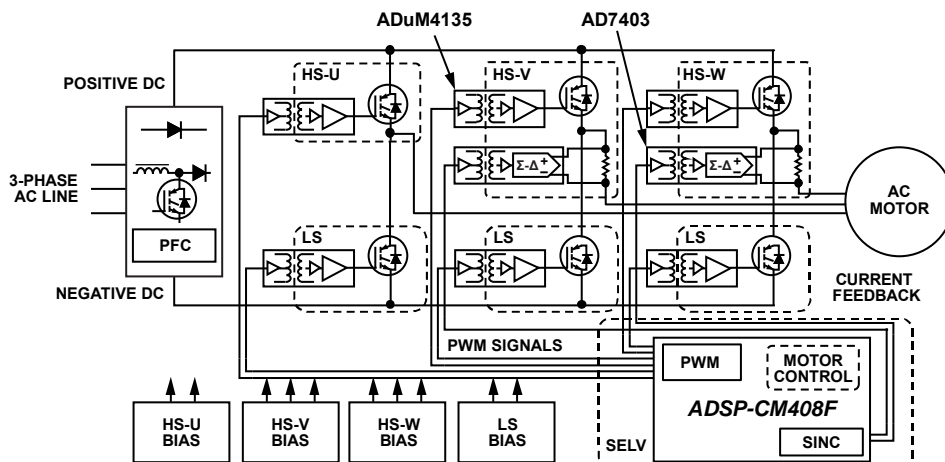 ADuM4135
AD7403
POSITIVE DC
HS-U
HS-V
HS-W
Σ-Δ
+
−
Σ-Δ
+
−
3-PHASE
AC LINE
AC
MOTOR
PFC
LS
LS
LS
NEGATIVE DC
CURRENT
FEEDBACK
PWM SIGNALS
PWM
MOTOR
CONTROL
ADSP-CM408F
HS-U
BIAS
HS-V
BIAS
HS-W
BIAS
LS
BIAS
SELV
SINC